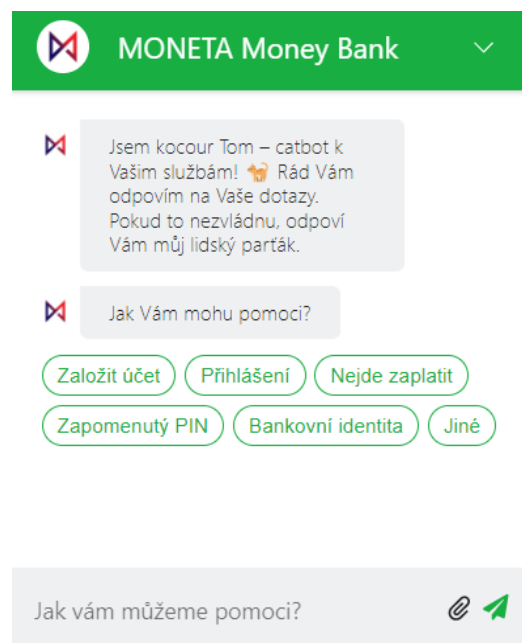 MONETA Money Bank
Jsem kocour Tom – catbot k
Vašim službám! 🐈 Rád Vám
odpovím na Vaše dotazy.
Pokud to nezvládnu, odpoví
Vám můj lidský parťák.
Jak Vám mohu pomoci?
Založit účet Přihlášení Nejde zaplatit
Zapomenutý PIN Bankovní identita Jiné
Jak vám můžeme pomoci?